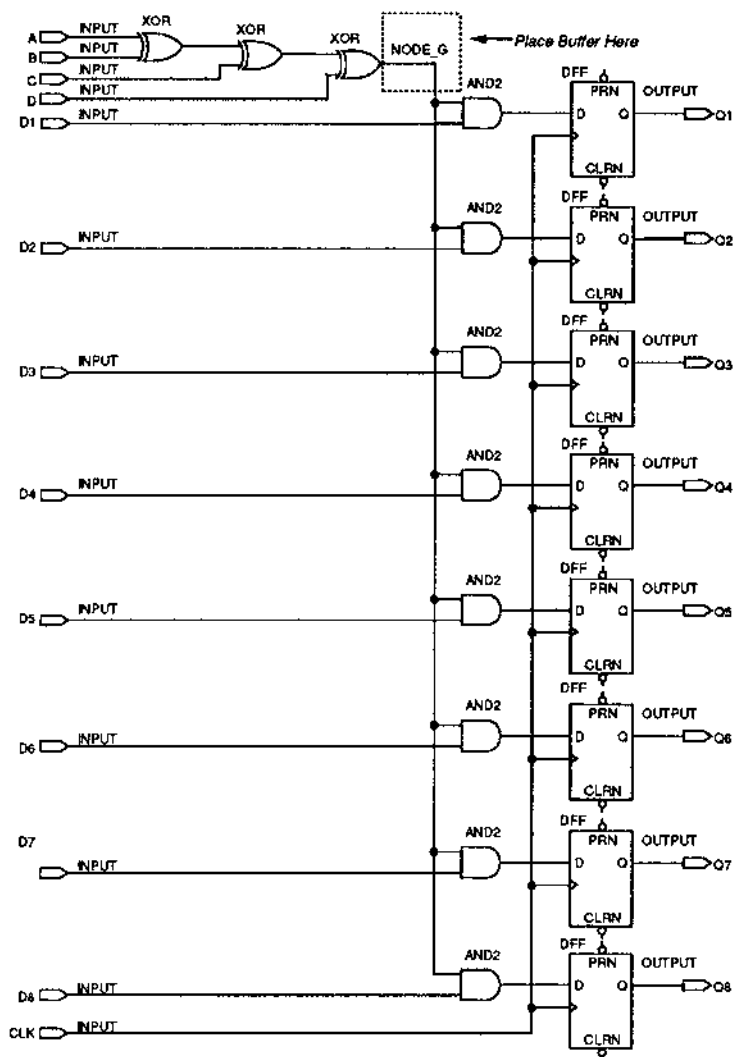 XOR
A INPUT
XOR
XOR
B INPUT
NODE_G
Place Buffer Here
C INPUT
D INPUT
AND2
DFF
PRN
OUTPUT
D1 INPUT
D Q
Q1
CLRN
AND2
DFF
PRN
OUTPUT
D2 INPUT
D Q
Q2
CLRN
AND2
DFF
PRN
OUTPUT
D3 INPUT
D Q
Q3
CLRN
AND2
DFF
PRN
OUTPUT
D4 INPUT
D Q
Q4
CLRN
AND2
DFF
PRN
OUTPUT
D5 INPUT
D Q
Q5
CLRN
AND2
DFF
PRN
OUTPUT
D6 INPUT
D Q
Q6
CLRN
AND2
DFF
PRN
OUTPUT
D7 INPUT
D Q
Q7
CLRN
AND2
DFF
PRN
OUTPUT
D8 INPUT
D Q
Q8
CLK INPUT
CLRN